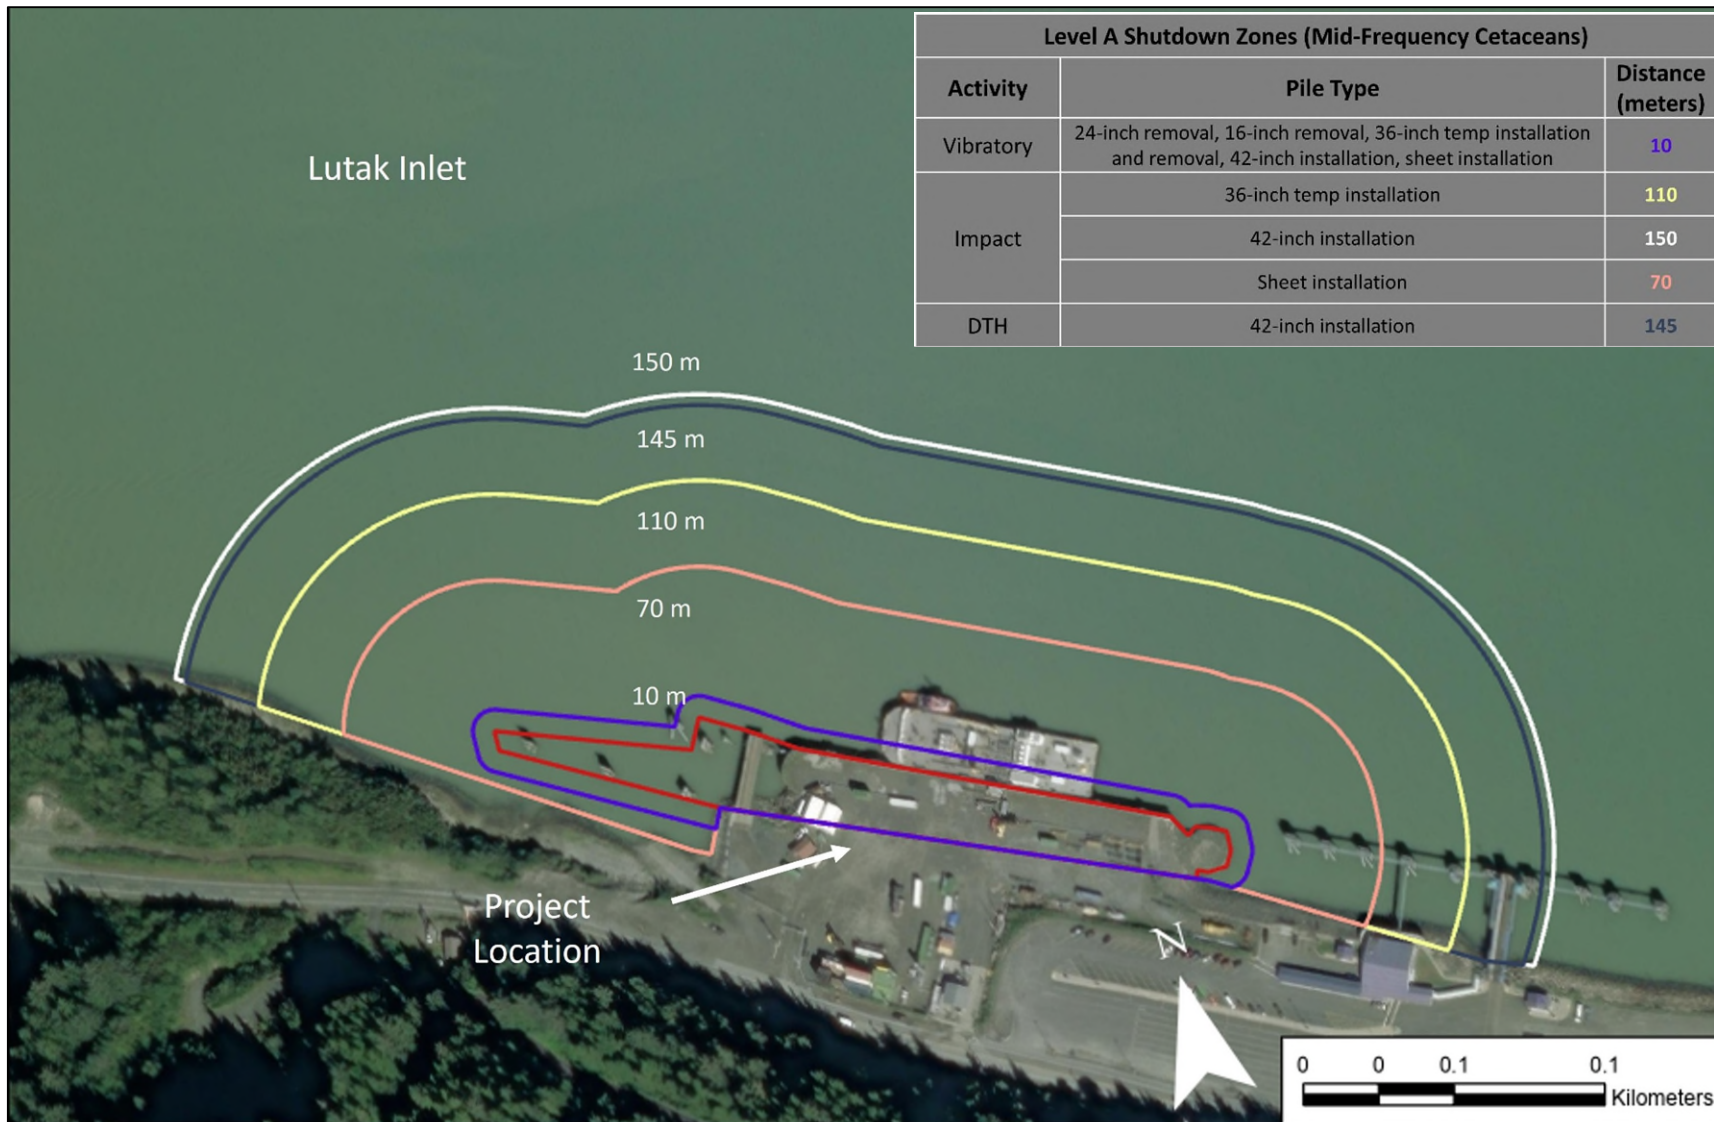 Level A Shutdown Zones (Mid-Frequency Cetaceans)
Activity
Pile Type
Distance
(meters)
Vibratory
24-inch removal, 16-inch removal, 36-inch temp installation
and removal, 42-inch installation, sheet installation
10
Impact
36-inch temp installation
110
42-inch installation
150
Sheet installation
70
DTH
42-inch installation
145
Lutak Inlet
150 m
145 m
110 m
70 m
10 m
Project
Location
N
0 0 0.1 0.1
Kilometers